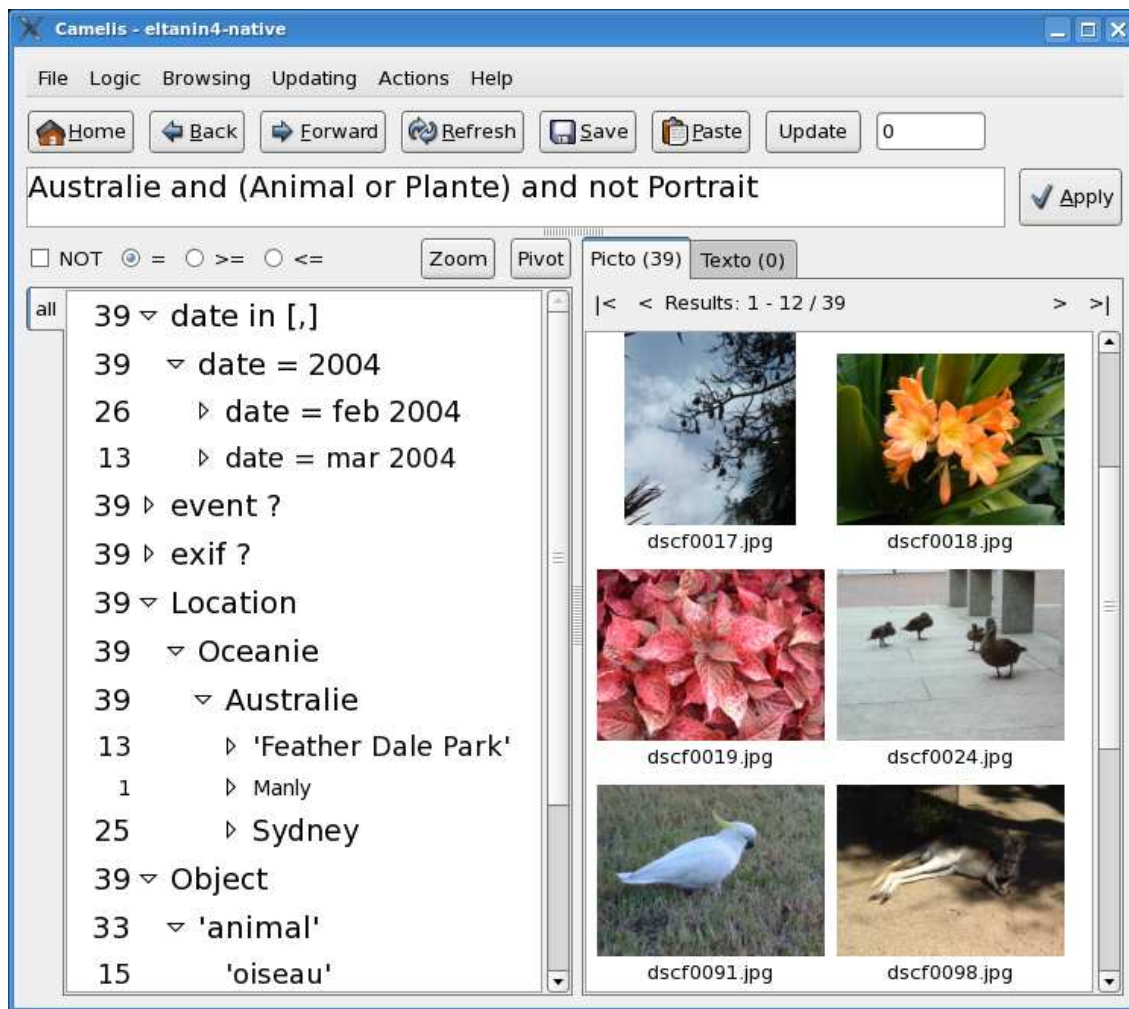 Camelis - eltanin4-native
File Logic Browsing Updating Actions Help
Home Back Forward Refresh Save Paste Update 0
Australie and (Animal or Plante) and not Portrait
Apply
NOT = >= <= Zoom Pivot
all
39 date in [,]
39 date = 2004
26 date = feb 2004
13 date = mar 2004
39 event ?
39 exif ?
39 Location
39 Oceanie
39 Australie
13 'Feather Dale Park'
1 Manly
25 Sydney
39 Object
33 'animal'
15 'oiseau'
Picto (39) Texto (0)
|< < Results: 1 - 12 / 39 > >|
dscf0017.jpg dscf0018.jpg
dscf0019.jpg dscf0024.jpg
dscf0091.jpg dscf0098.jpg